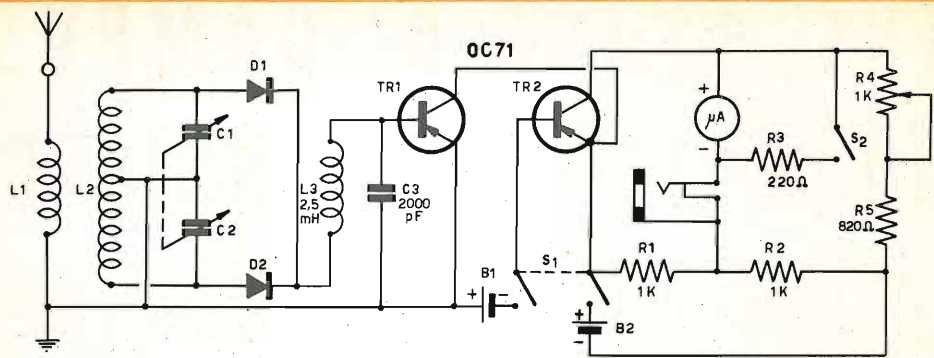 OC71
D1
TR1
TR2
R4
1K
+
µA
-
C1
R3
220Ω
S2
L1
L2
L3
2,5
mH
C3
2000
pF
R5
820Ω
C2
D2
B1
+
-
S1
R1
1K
R2
1K
+
-
B2